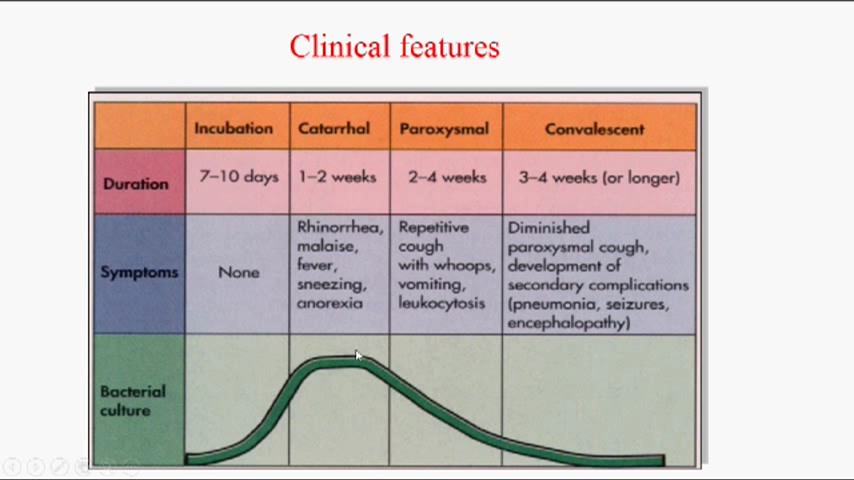 Clinical features
Incubation Catarrhal Paroxysmal Convalescent
Duration 7–10 days 1–2 weeks 2–4 weeks 3–4 weeks (or longer)
Symptoms
None
Rhinorrhea,
malaise,
fever,
sneezing,
anorexia
Repetitive
cough
with whoops,
vomiting,
leukocytosis
Diminished
paroxysmal cough,
development of
secondary complications
(pneumonia, seizures,
encephalopathy)
Bacterial
culture